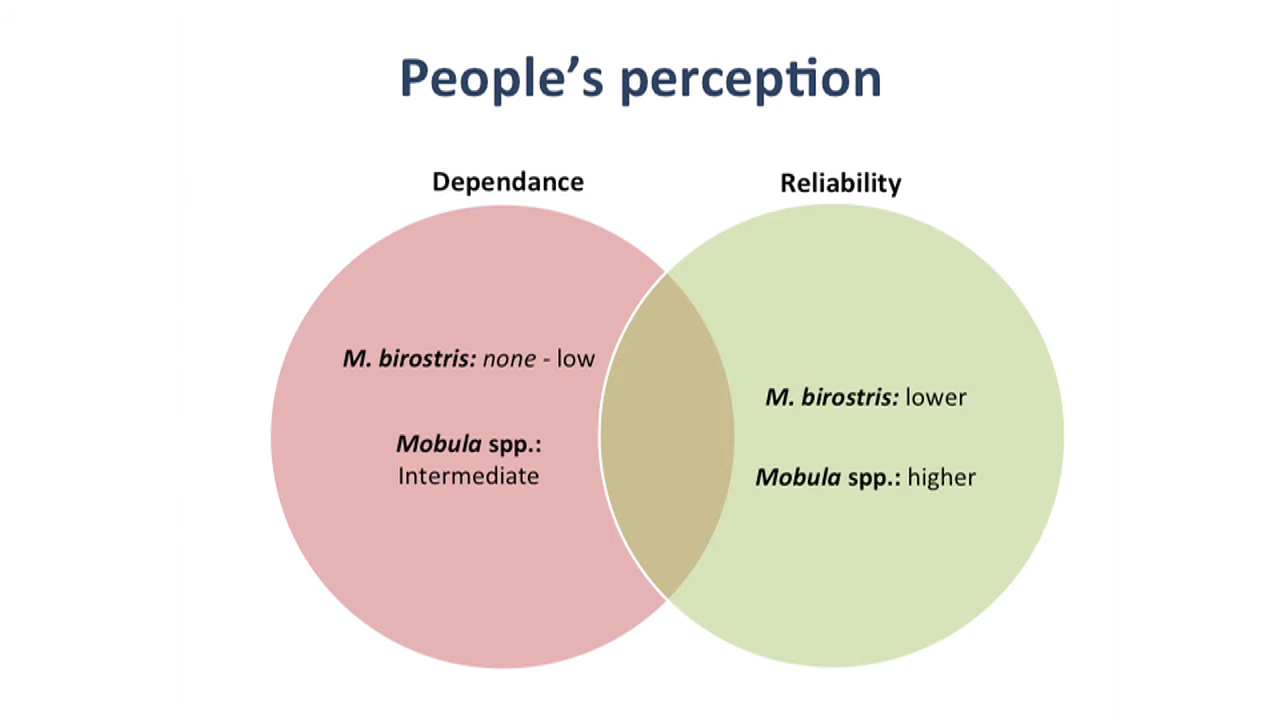 People’s perception
Dependance
Reliability
M. birostris: none - low
Mobula spp.:
Intermediate
M. birostris: lower
Mobula spp.: higher